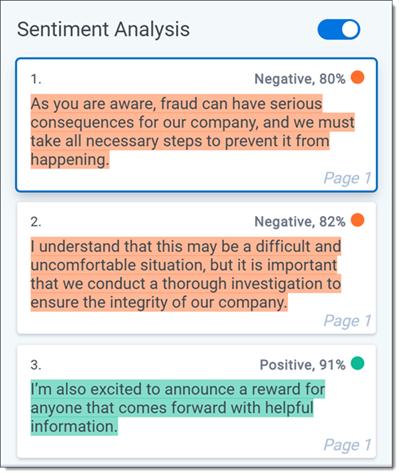 Sentiment Analysis
1.
Negative, 80%
As you are aware, fraud can have serious
consequences for our company, and we must
take all necessary steps to prevent it from
happening.
Page 1
2.
Negative, 82%
I understand that this may be a difficult and
uncomfortable situation, but it is important
that we conduct a thorough investigation to
ensure the integrity of our company.
Page 1
3.
Positive, 91%
I'm also excited to announce a reward for
anyone that comes forward with helpful
information.
Page 1